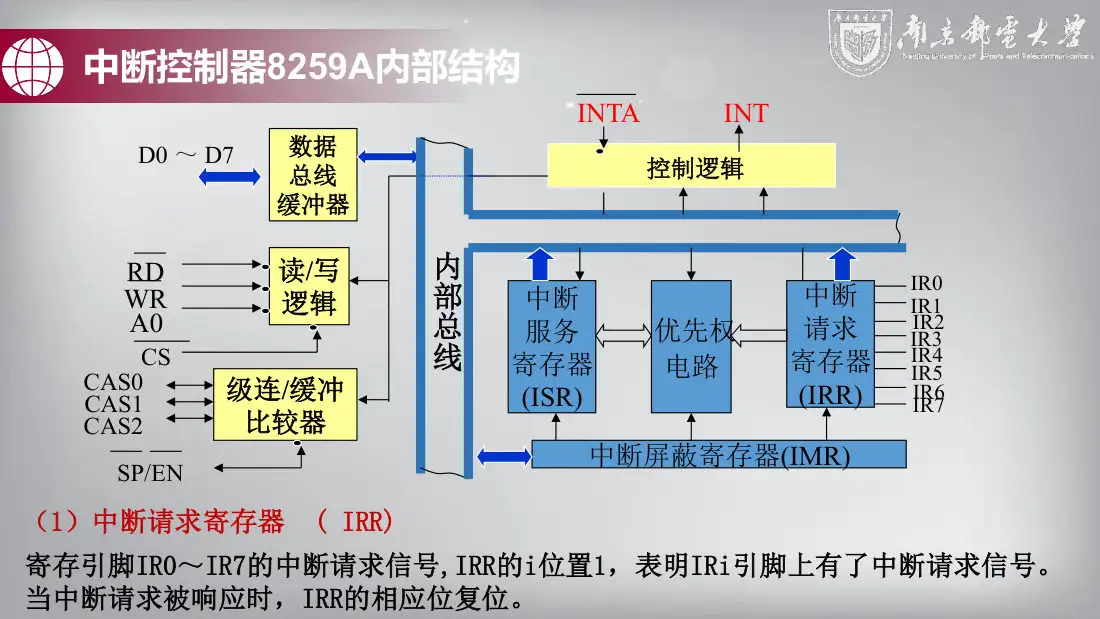 中断控制器8259A内部结构
南京邮电大学
Nanjing University of Posts and Telecommunications
INTA INT
D0 ～ D7
数据
总线
缓冲器
控制逻辑
RD
WR
A0
CS
读/写
逻辑
内
部
总
线
中断
服务
寄存器
(ISR)
优先权
电路
中断
请求
寄存器
(IRR)
IR0
IR1
IR2
IR3
IR4
IR5
IR6
IR7
CAS0
CAS1
CAS2
级连/缓冲
比较器
SP/EN
中断屏蔽寄存器(IMR)
（1）中断请求寄存器 ( IRR)
寄存引脚IR0～IR7的中断请求信号,IRR的i位置1，表明IRi引脚上有了中断请求信号。
当中断请求被响应时，IRR的相应位复位。